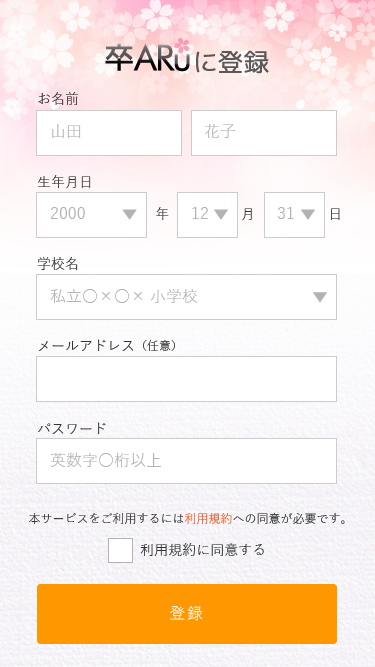 卒ARuに登録
お名前
山田 花子
生年月日
2000 年 12 月 31 日
学校名
私立〇×〇× 小学校
メールアドレス（任意）
パスワード
英数字〇桁以上
本サービスをご利用するには利用規約への同意が必要です。
利用規約に同意する
登録